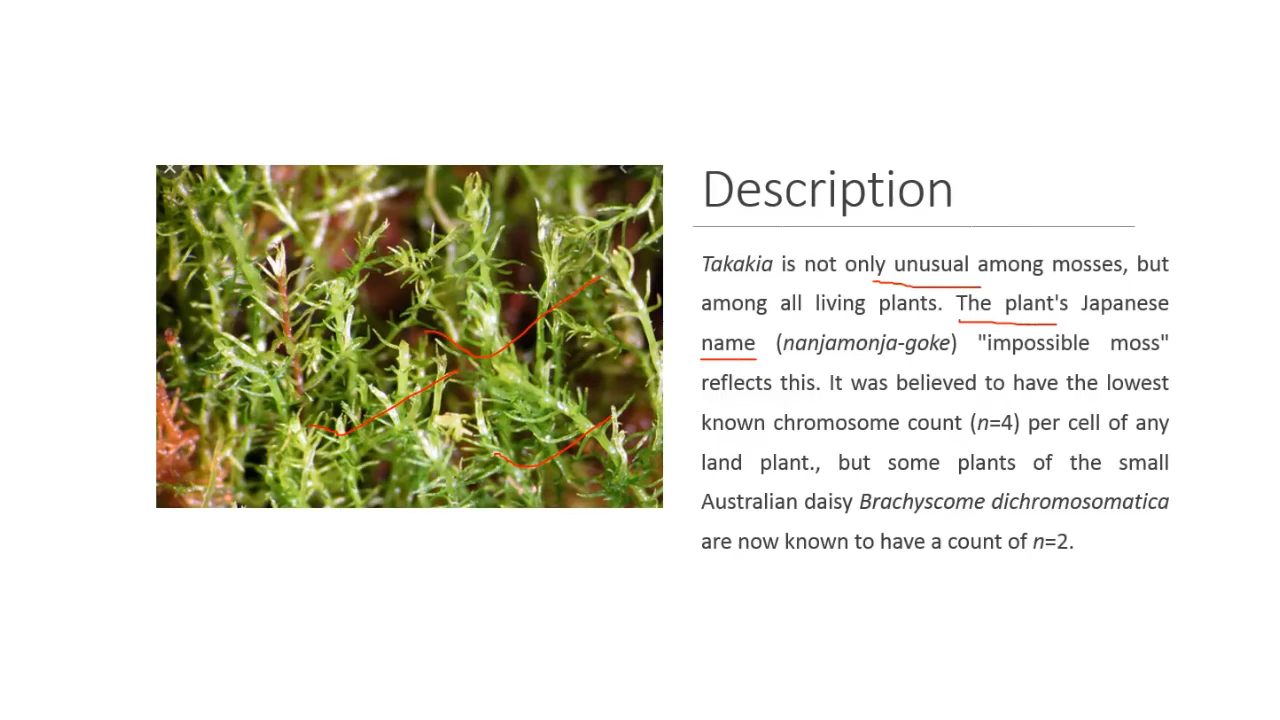 Description
Takakia is not only unusual among mosses, but
among all living plants. The plant's Japanese
name (nanjamonja-goke) "impossible moss"
reflects this. It was believed to have the lowest
known chromosome count (n=4) per cell of any
land plant., but some plants of the small
Australian daisy Brachyscome dichromosomatica
are now known to have a count of n=2.